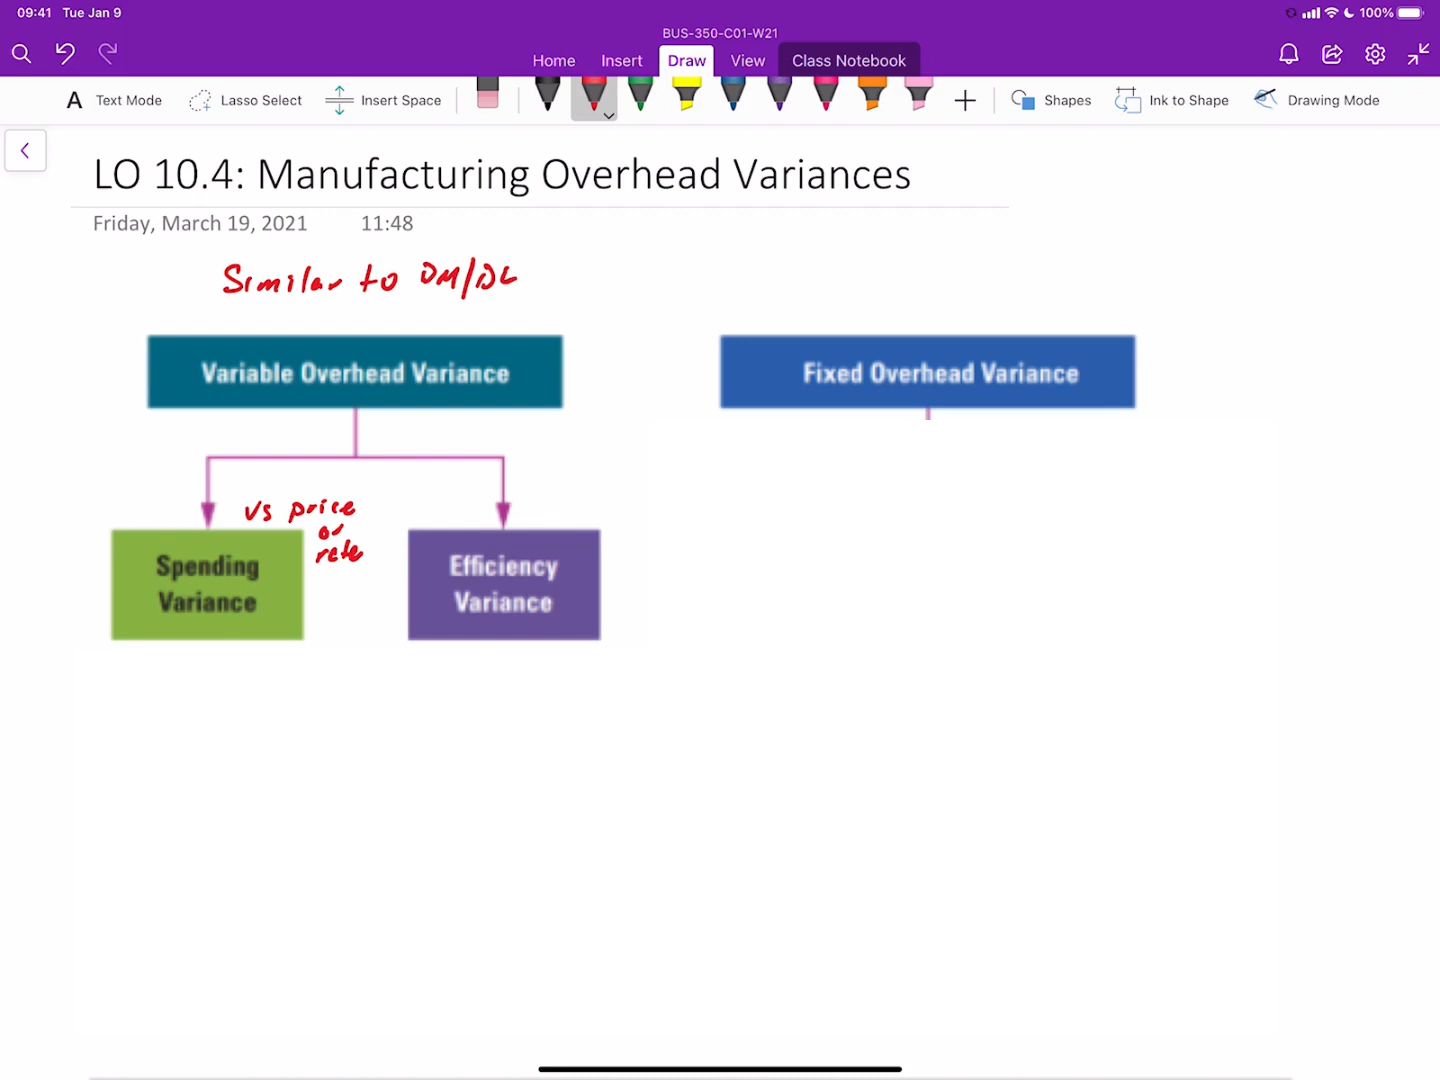 09:41 Tue Jan 9
100%
BUS-350-C01-W21
Home Insert Draw View Class Notebook
A Text Mode Lasso Select Insert Space Shapes Ink to Shape Drawing Mode
LO 10.4: Manufacturing Overhead Variances
Friday, March 19, 2021 11:48
Similar to DM/DL
Variable Overhead Variance
Fixed Overhead Variance
vs price
or
rate
Spending
Variance
Efficiency
Variance